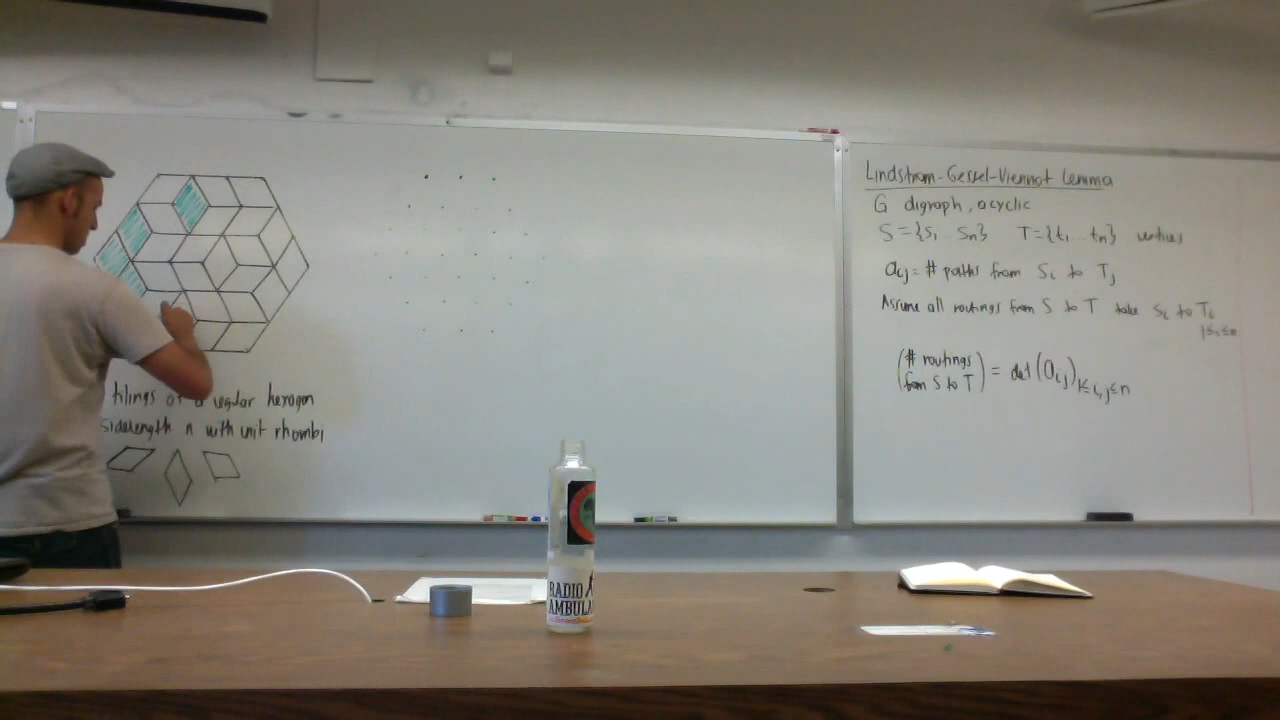 tilings of a regular hexagon
sidelength n with unit rhombi
Lindstrom-Gessel-Viennot Lemma
G digraph, acyclic
S={s₁ ... sₙ} T={t₁ ... tₙ} vertices
aᵢⱼ = # paths from Sᵢ to Tⱼ
Assume all routings from S to T take Sᵢ to Tᵢ
1≤i≤n
(# routings from S to T) = det(aᵢⱼ)1≤i,j≤n
RADIO
AMBULA